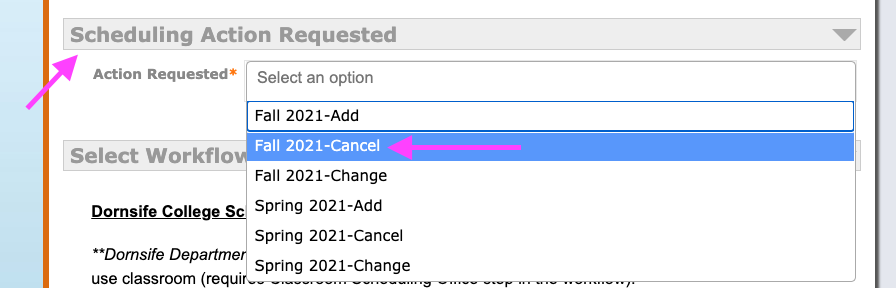 Scheduling Action Requested
Action Requested*
Select an option
Fall 2021-Add
Fall 2021-Cancel
Fall 2021-Change
Spring 2021-Add
Spring 2021-Cancel
Spring 2021-Change
Select Workflow
Dornsife College Sc
**Dornsife Departmen
use classroom (requires Classroom Scheduling Office step in the workflow).